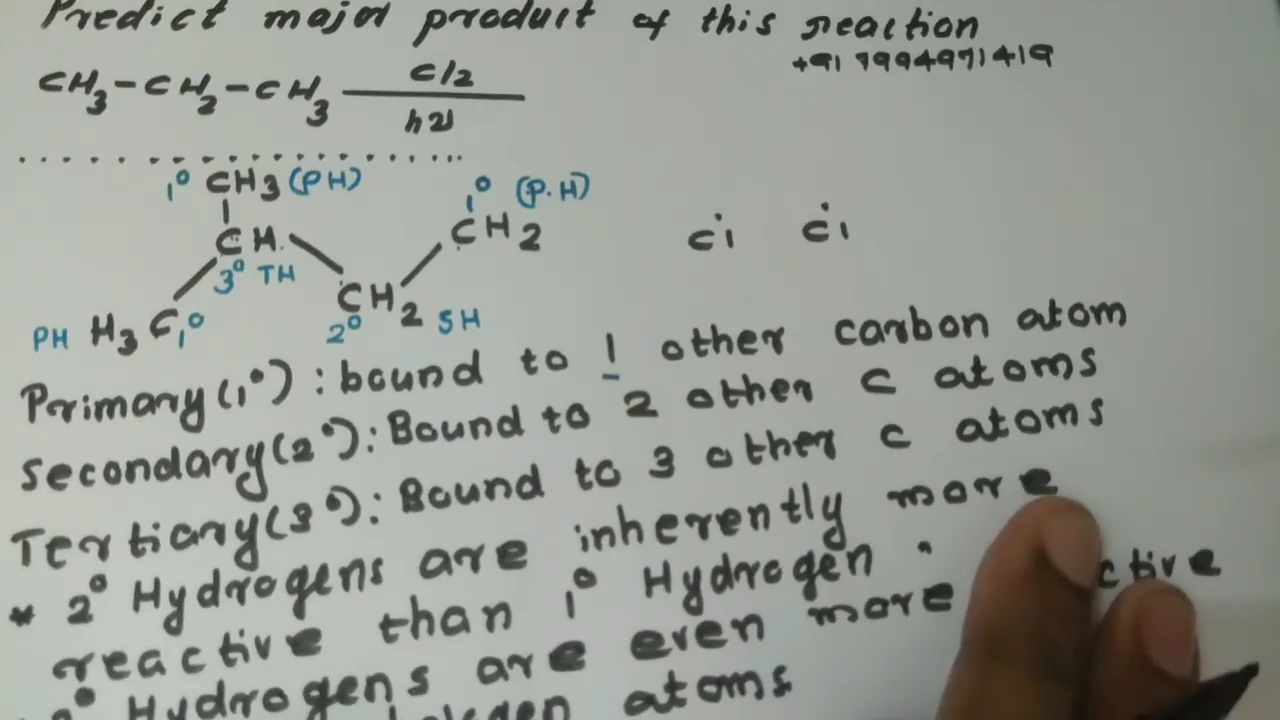 Predict major product of this reaction
+91 7994971419
CH3-CH2-CH3 Cl2
hν
1° CH3 (PH)
1° (P.H)
CH2
CH
3° TH
Ci Ci
CH2
2° SH
PH H3C 1°
Primary(1°): bound to 1 other carbon atom
Secondary(2°): Bound to 2 other C atoms
Tertiary(3°): Bound to 3 other C atoms
* 2° Hydrogens are inherently more
reactive than 1° Hydrogen.
Hydrogens are even more
atoms